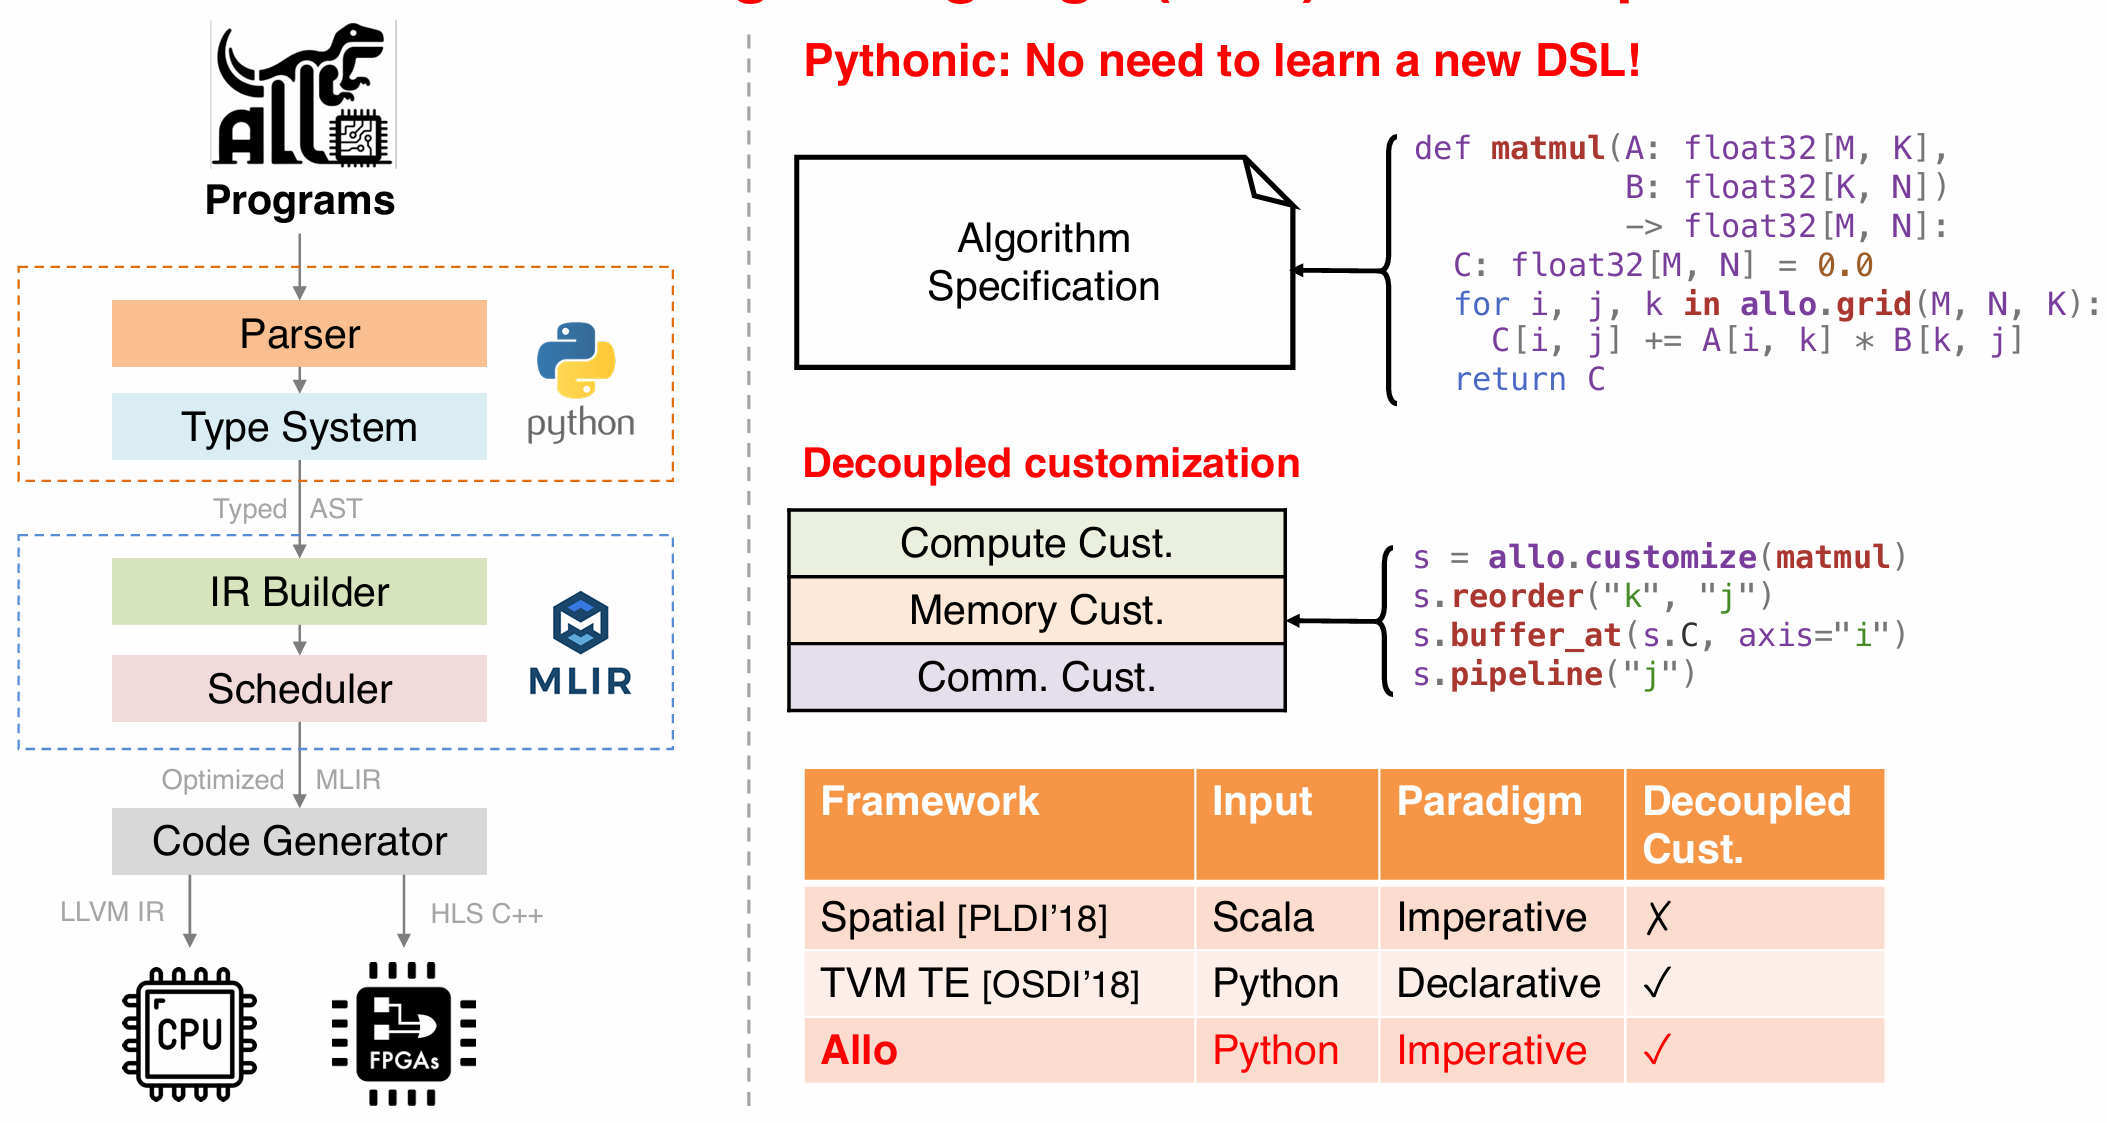 allo
Programs
Parser
Type System
python
Typed AST
IR Builder
Scheduler
MLIR
Optimized MLIR
Code Generator
LLVM IR
HLS C++
CPU
FPGAs
Pythonic: No need to learn a new DSL!
Algorithm
Specification
def matmul(A: float32[M, K],
B: float32[K, N])
-> float32[M, N]:
C: float32[M, N] = 0.0
for i, j, k in allo.grid(M, N, K):
C[i, j] += A[i, k] * B[k, j]
return C
Decoupled customization
Compute Cust.
Memory Cust.
Comm. Cust.
s = allo.customize(matmul)
s.reorder("k", "j")
s.buffer_at(s.C, axis="i")
s.pipeline("j")
Framework Input Paradigm Decoupled
Cust.
Spatial [PLDI’18] Scala Imperative ✗
TVM TE [OSDI’18] Python Declarative ✓
Allo Python Imperative ✓